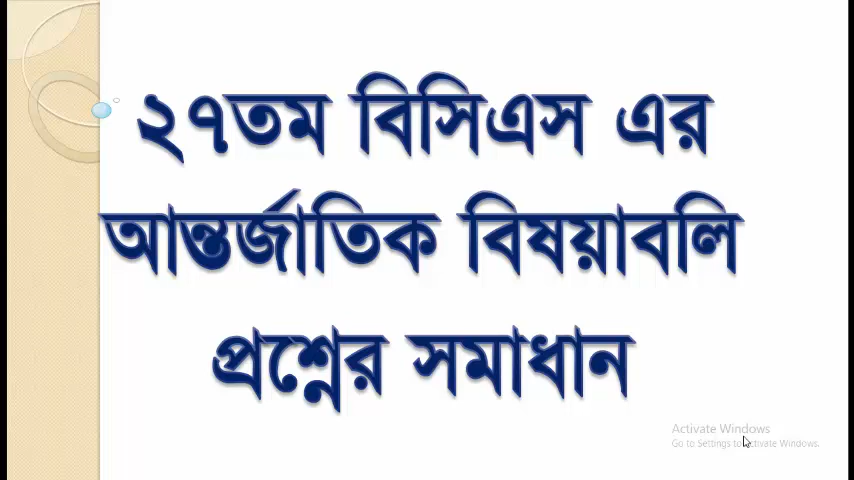 ২৭তম বিসিএস এর
আন্তর্জাতিক বিষয়াবলি
প্রশ্নের সমাধান
Activate Windows
Go to Settings to activate Windows.